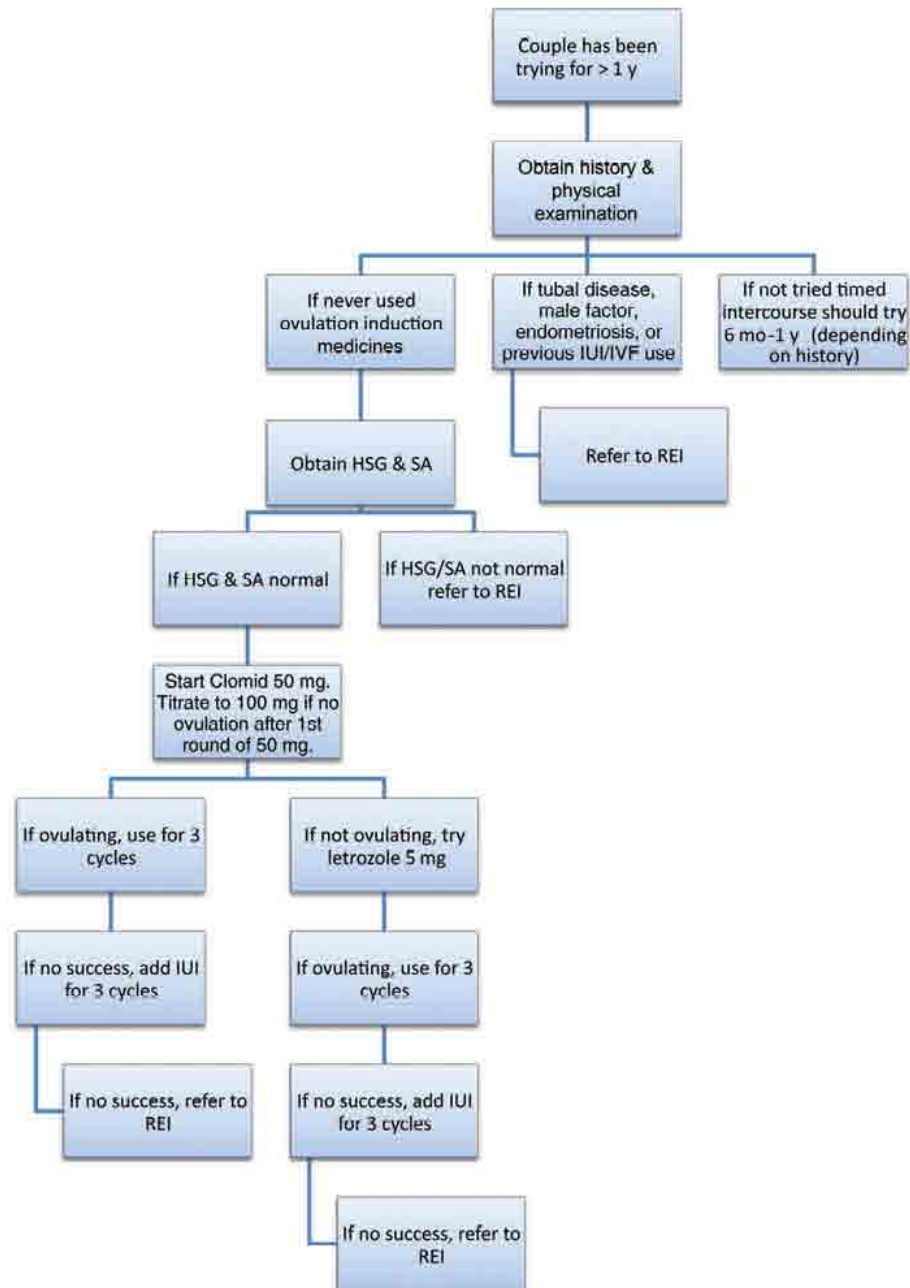 Couple has been
trying for > 1 y
Obtain history &
physical
examination
If never used
ovulation induction
medicines
If tubal disease,
male factor,
endometriosis, or
previous IUI/IVF use
If not tried timed
intercourse should try
6 mo-1 y (depending
on history)
Refer to REI
Obtain HSG & SA
If HSG & SA normal
If HSG/SA not normal
refer to REI
Start Clomid 50 mg.
Titrate to 100 mg if no
ovulation after 1st
round of 50 mg.
If ovulating, use for 3
cycles
If not ovulating, try
letrozole 5 mg
If no success, add IUI
for 3 cycles
If ovulating, use for 3
cycles
If no success, refer to
REI
If no success, add IUI
for 3 cycles
If no success, refer to
REI